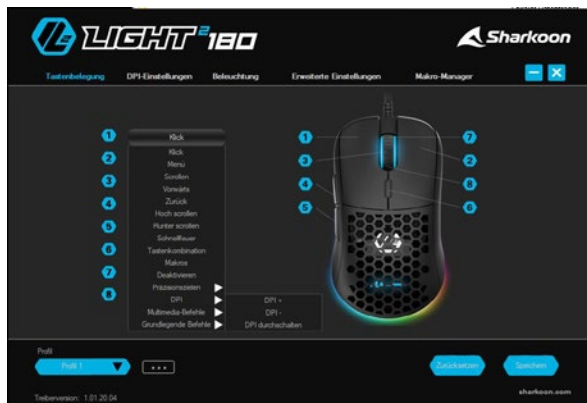 LIGHT² 180
Sharkoon
Tastenbelegung
DPI-Einstellungen
Beleuchtung
Erweiterte Einstellungen
Makro-Manager
1
2
3
4
5
6
7
8
Klick
Klick
Menü
Scrollen
Vorwärts
Zurück
Hoch scrollen
Runter scrollen
Schnellfeuer
Tastenkombination
Makros
Deaktivieren
Präzisionszielen
DPI
Multimedia-Befehle
Grundlegende Befehle
DPI +
DPI -
DPI durchschalten
1
3
4
5
7
2
8
6
Profil
Profil 1
...
Zurücksetzen
Speichern
Treiberversion: 1.01.20.04
sharkoon.com